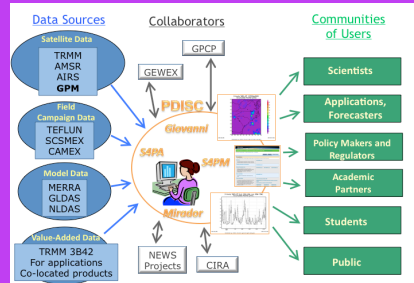 Data Sources
Collaborators
Communities
of Users
Satellite Data
TRMM
AMSR
AIRS
GPM
Field
Campaign Data
TEFLUN
SCSMEX
CAMEX
Model Data
MERRA
GLDAS
NLDAS
Value-Added Data
TRMM 3B42
For applications
Co-located products
GPCP
GEWEX
PDISC
Giovanni
S4PA
S4PM
Mirador
NEWS
Projects
CIRA
Scientists
Applications,
Forecasters
Policy Makers and
Regulators
Academic
Partners
Students
Public